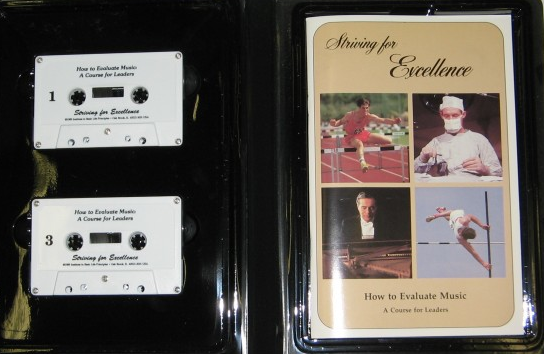 How to Evaluate Music:
A Course for Leaders
1
Striving for Excellence
How to Evaluate Music:
A Course for Leaders
3
Striving for Excellence
Striving for
Excellence
How to Evaluate Music
A Course for Leaders